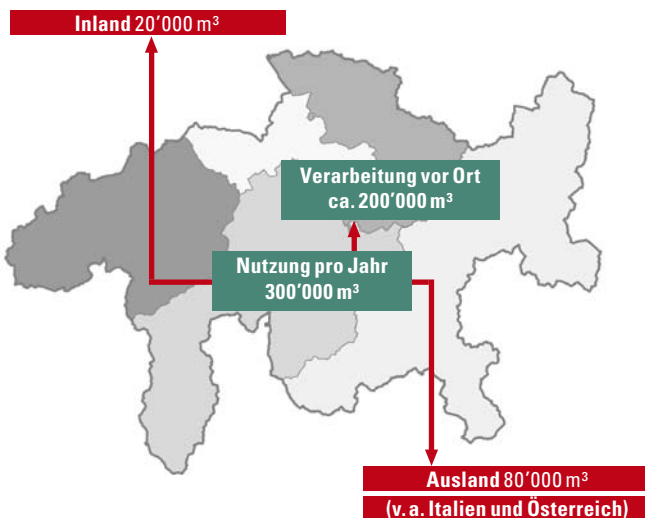 Inland 20’000 m³
Verarbeitung vor Ort
ca. 200’000 m³
Nutzung pro Jahr
300’000 m³
Ausland 80’000 m³
(v. a. Italien und Österreich)